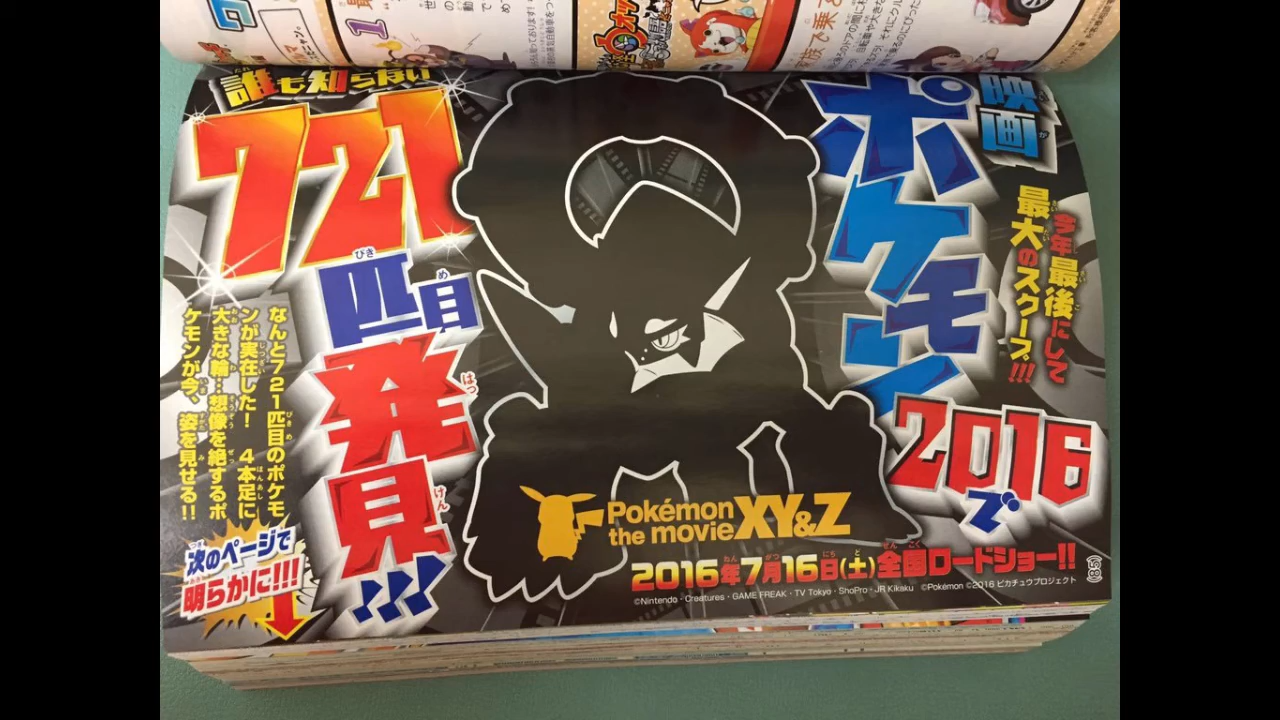 映画
ポケモン
2016で
今年最後にして
最大のスクープ!!!
誰も知らない
721
匹目
発見!!!
なんと721匹目のポケモ
ンが実在した! 4本足に
大きな輪…想像を絶するポ
ケモンが今、姿を見せる!!
次のページで
明らかに!!!
Pokémon
the movie XY&Z
2016年7月16日(土)全国ロードショー!!
©Nintendo・Creatures・GAME FREAK・TV Tokyo・ShoPro・JR Kikaku ©Pokémon ©2016 ピカチュウプロジェクト
(85)